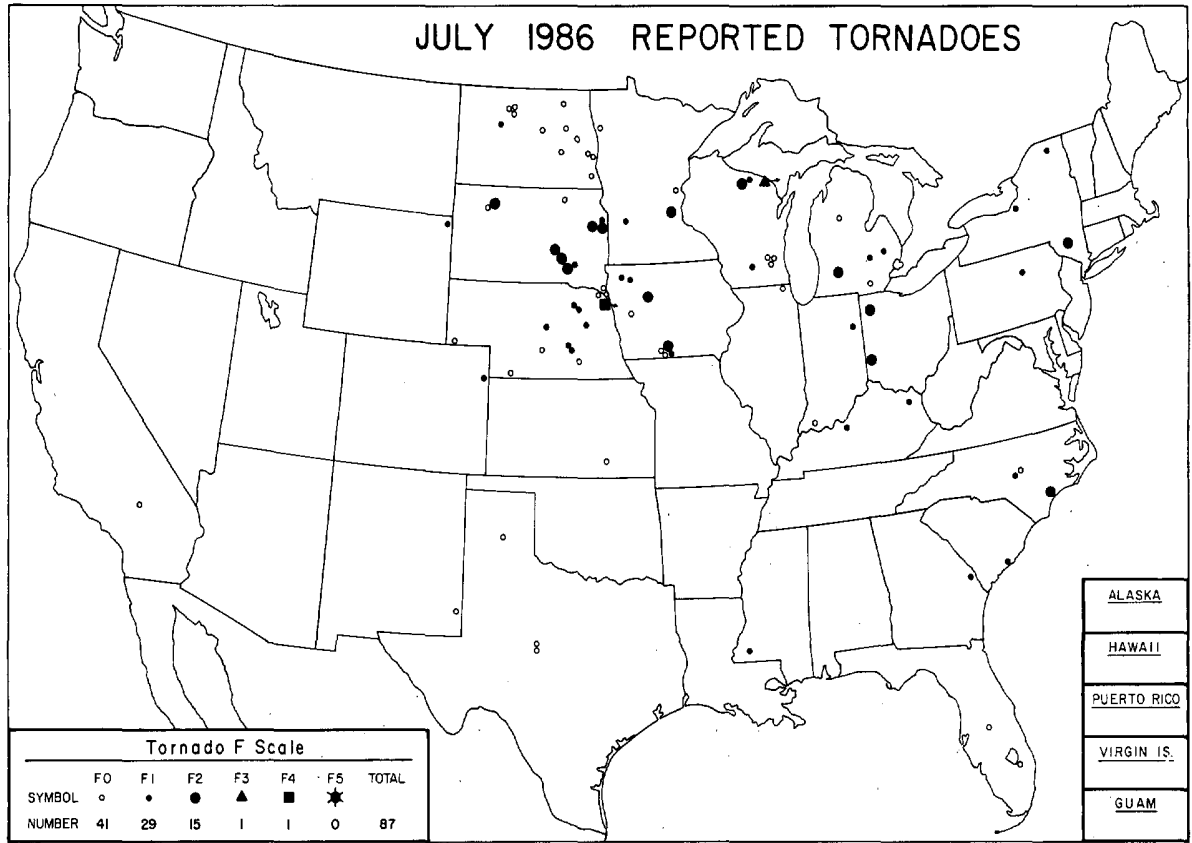 JULY 1986 REPORTED TORNADOES
ALASKA
HAWAII
PUERTO RICO
VIRGIN IS.
GUAM
Tornado F Scale
F0 F1 F2 F3 F4 F5 TOTAL
SYMBOL
NUMBER 41 29 15 1 1 0 87